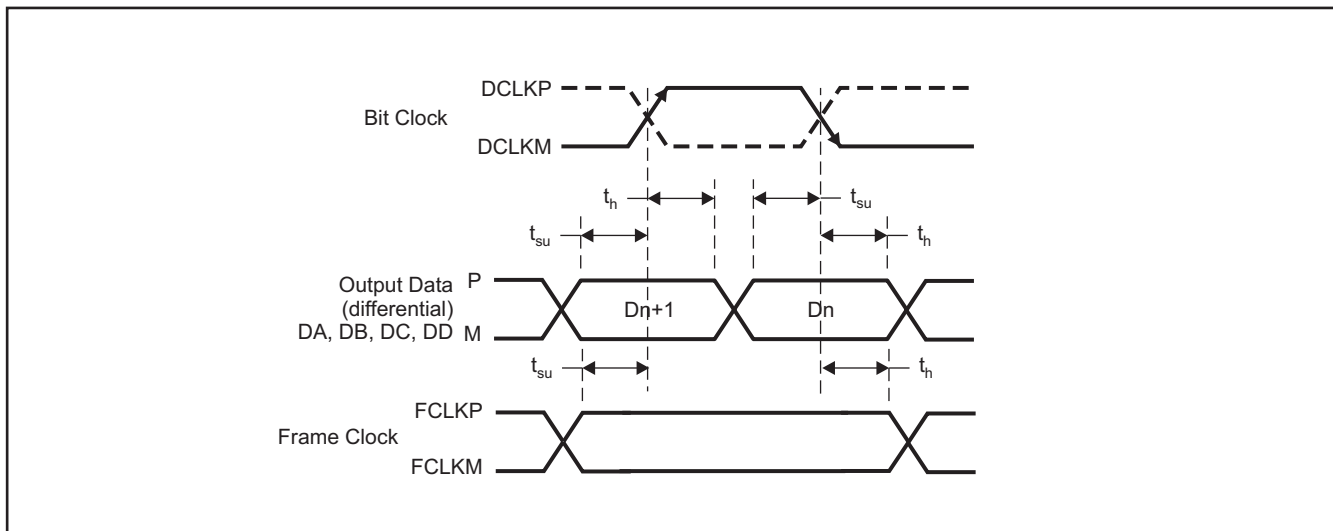 DCLKP
Bit Clock
DCLKM
t_h
t_su
t_su
t_h
Output Data
(differential)
DA, DB, DC, DD
P
M
Dn+1
Dn
t_su
t_h
FCLKP
Frame Clock
FCLKM